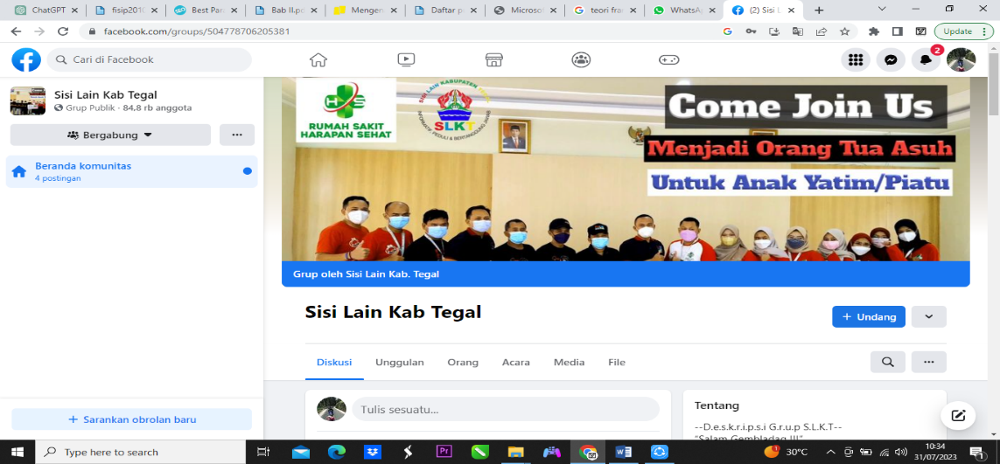 ChatGPT
fisip2010
Best Par
Bab II.p
Mengen
Daftar p
Microso
teori fra
WhatsA
(2) Sisi L
facebook.com/groups/504778706205381
Update
Cari di Facebook
2
Sisi Lain Kab Tegal
Grup Publik · 84,8 rb anggota
Bergabung
Beranda komunitas
4 postingan
Sarankan obrolan baru
RUMAH SAKIT
HARAPAN SEHAT
SISI LAIN KABUPATEN
SLKT
Come Join Us
Menjadi Orang Tua Asuh
Untuk Anak Yatim/Piatu
Grup oleh Sisi Lain Kab. Tegal
Sisi Lain Kab Tegal
+ Undang
Diskusi
Unggulan
Orang
Acara
Media
File
Tulis sesuatu...
Tentang
--D.e.s.k.r.i.p.s.i G.r.u.p S.L.K.T--
"Salam Gembladag !!!"
Type here to search
30°C
10:34
31/07/2023